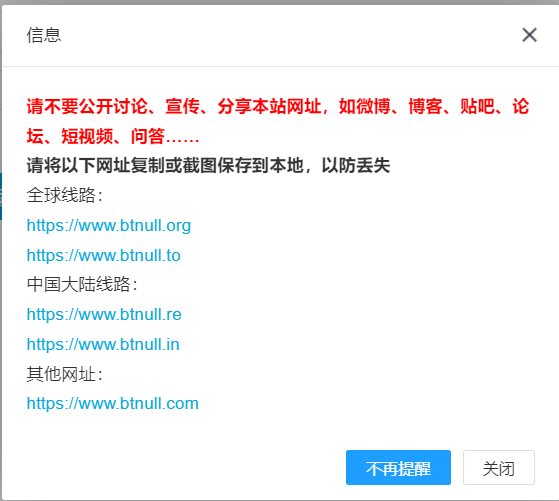 信息
请不要公开讨论、宣传、分享本站网址，如微博、博客、贴吧、论
坛、短视频、问答……
请将以下网址复制或截图保存到本地，以防丢失
全球线路：
https://www.btnull.org
https://www.btnull.to
中国大陆线路：
https://www.btnull.re
https://www.btnull.in
其他网址：
https://www.btnull.com
不再提醒
关闭